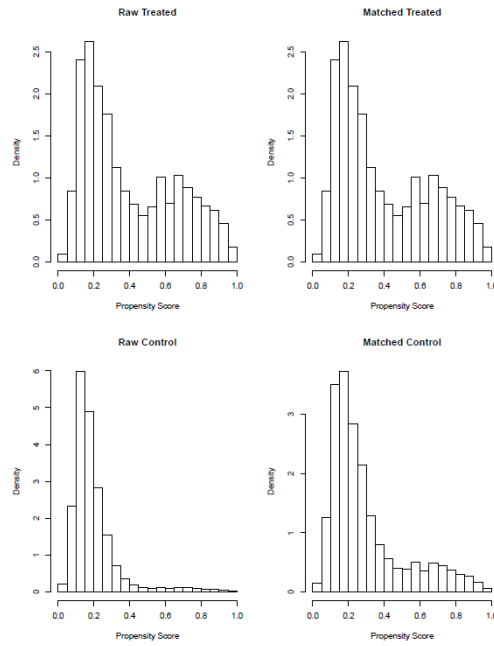 Raw Treated
Density
0.0 0.5 1.0 1.5 2.0 2.5
0.0 0.2 0.4 0.6 0.8 1.0
Propensity Score
Matched Treated
Density
0.0 0.5 1.0 1.5 2.0 2.5
0.0 0.2 0.4 0.6 0.8 1.0
Propensity Score
Raw Control
Density
0 1 2 3 4 5 6
0.0 0.2 0.4 0.6 0.8 1.0
Propensity Score
Matched Control
Density
0 1 2 3
0.0 0.2 0.4 0.6 0.8 1.0
Propensity Score